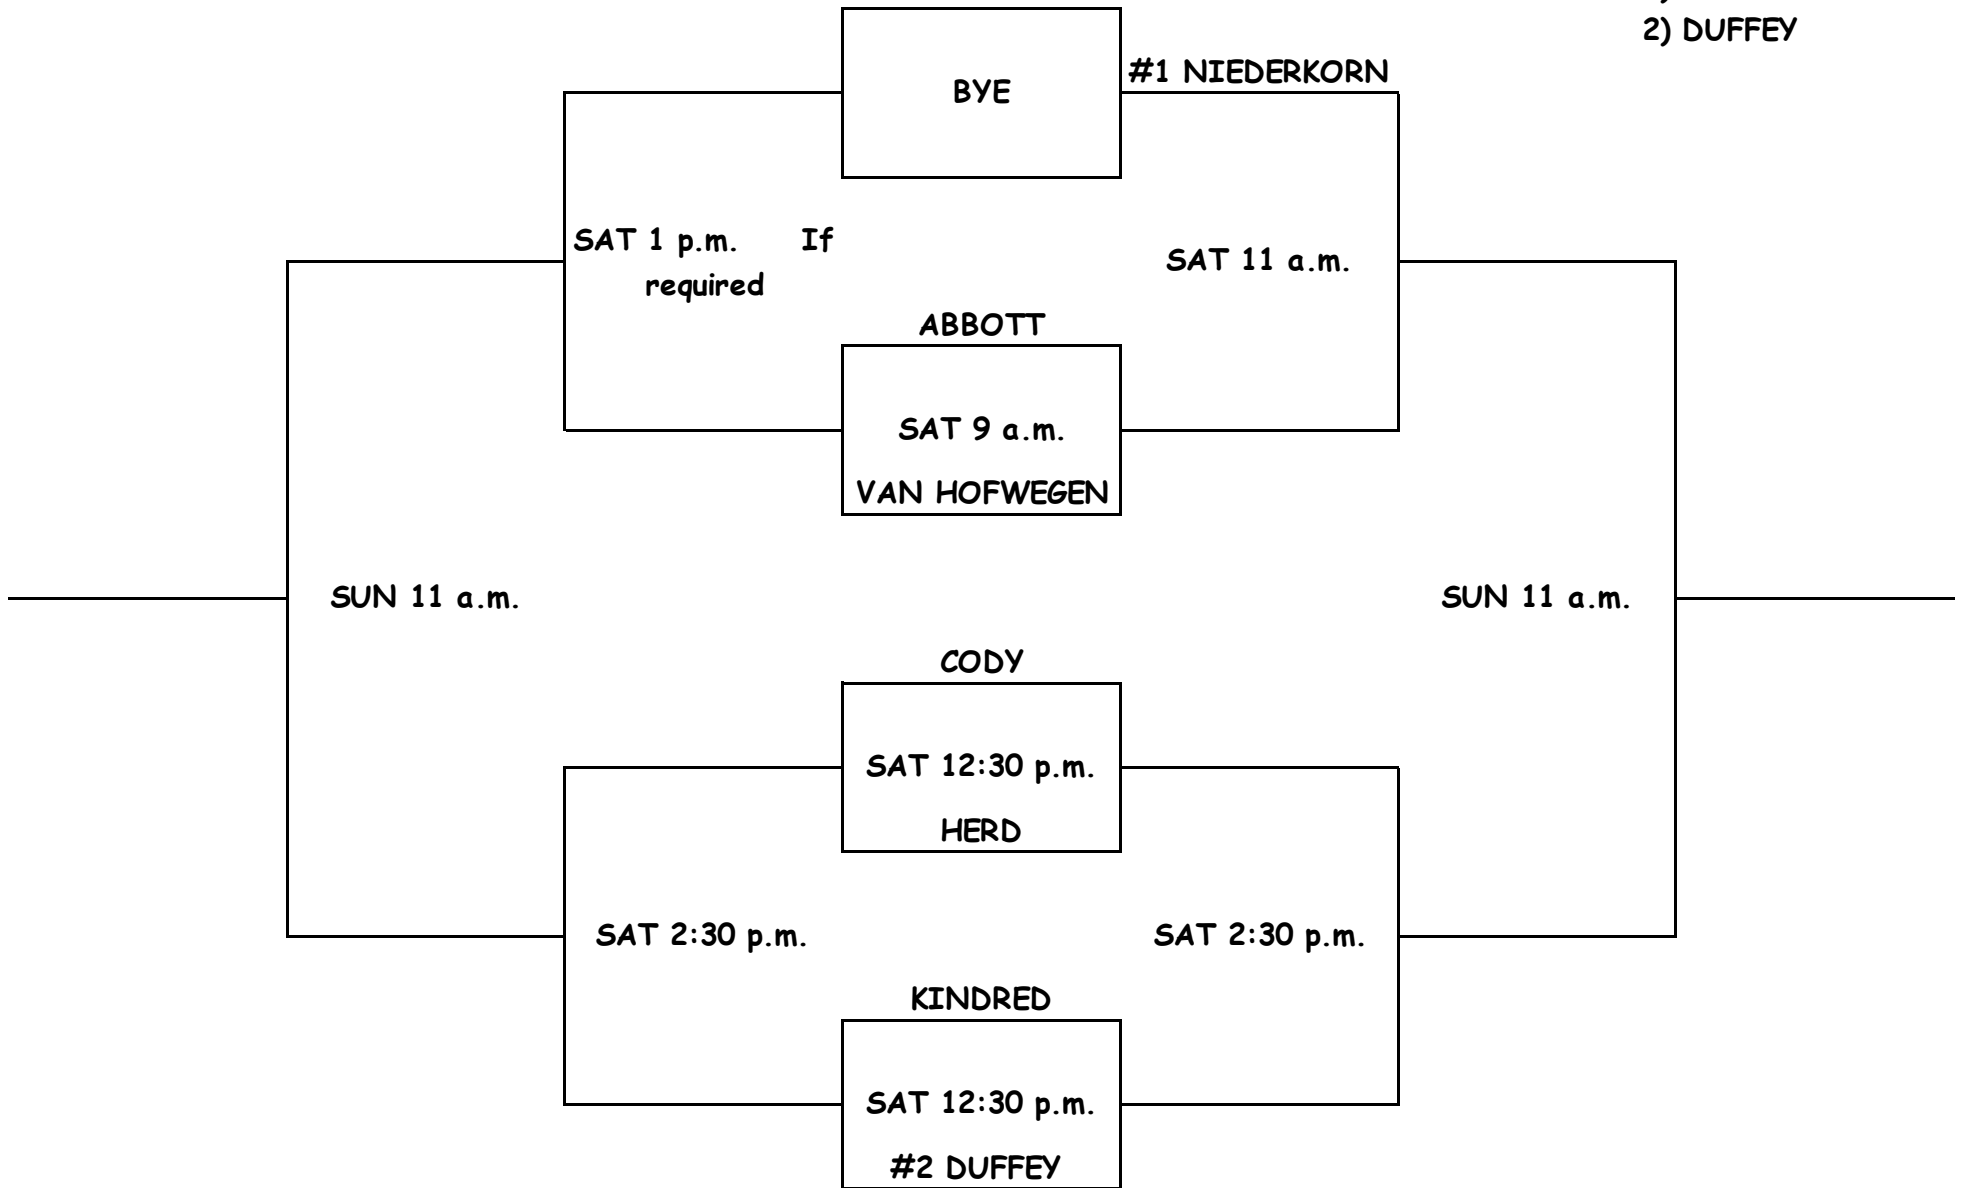 2) DUFFEY
#1 NIEDERKORN
BYE
SAT 1 p.m. If
required
SAT 11 a.m.
ABBOTT
SAT 9 a.m.
VAN HOFWEGEN
SUN 11 a.m.
SUN 11 a.m.
CODY
SAT 12:30 p.m.
HERD
SAT 2:30 p.m.
SAT 2:30 p.m.
KINDRED
SAT 12:30 p.m.
#2 DUFFEY